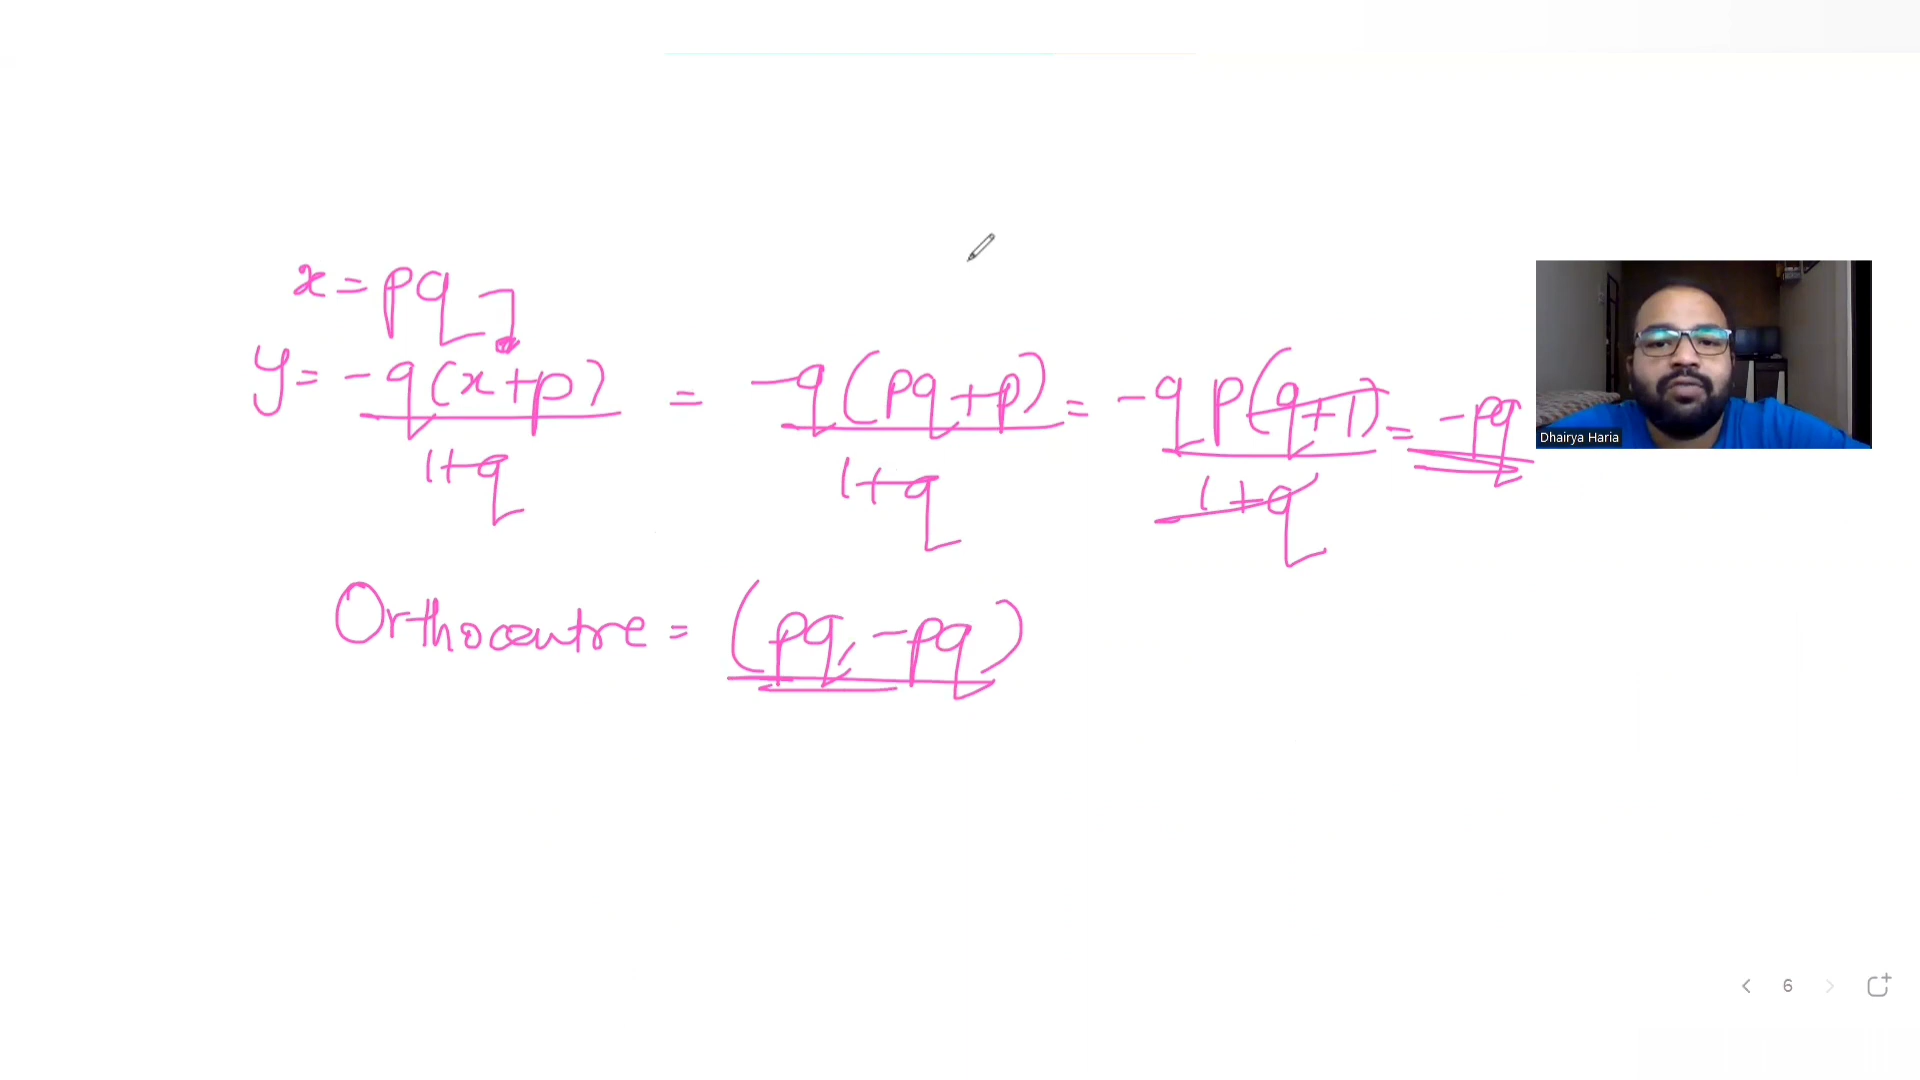 x = pq
y = -q(x+p)/1+q = -q(pq+p)/1+q = -qp(q+1)/1+q = -pq
Dhairya Haria
Orthocentre = (pq, -pq)
6